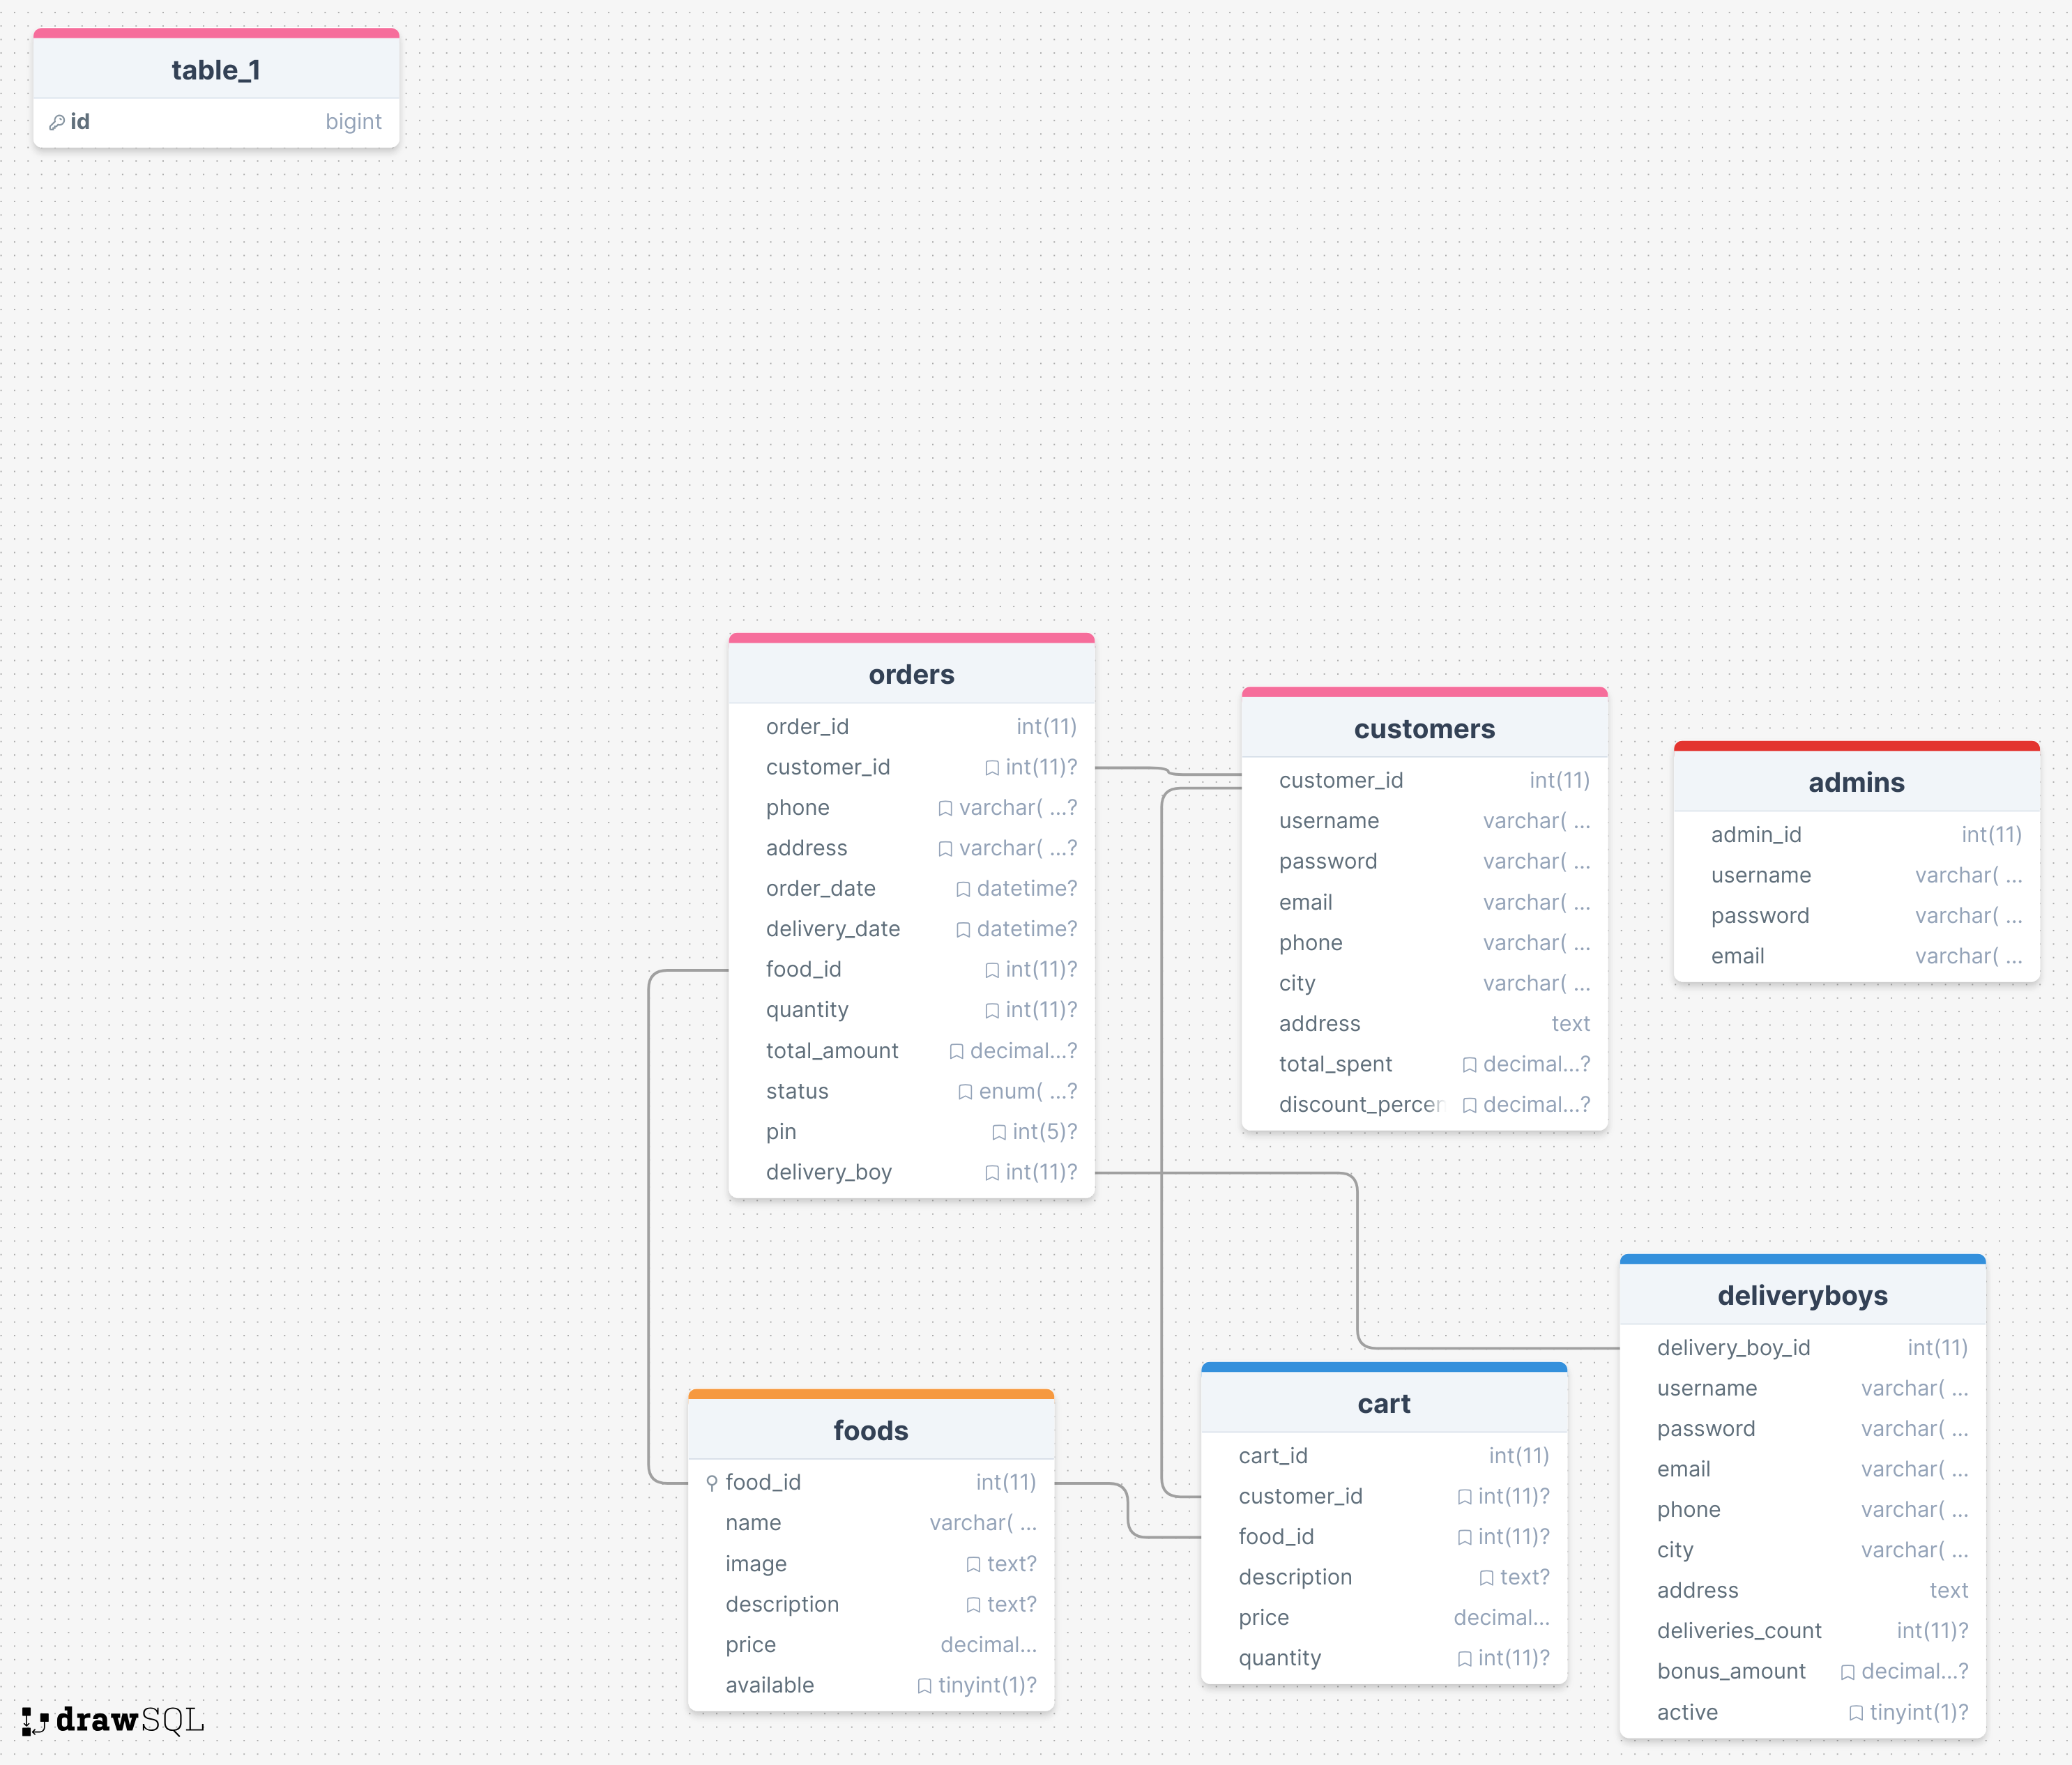 table_1
id bigint
orders
order_id int(11)
customer_id int(11)?
phone varchar( ...?
address varchar( ...?
order_date datetime?
delivery_date datetime?
food_id int(11)?
quantity int(11)?
total_amount decimal...?
status enum( ...?
pin int(5)?
delivery_boy int(11)?
customers
customer_id int(11)
username varchar( ...
password varchar( ...
email varchar( ...
phone varchar( ...
city varchar( ...
address text
total_spent decimal...?
discount_percen decimal...?
admins
admin_id int(11)
username varchar( ...
password varchar( ...
email varchar( ...
foods
food_id int(11)
name varchar( ...
image text?
description text?
price decimal...
available tinyint(1)?
cart
cart_id int(11)
customer_id int(11)?
food_id int(11)?
description text?
price decimal...
quantity int(11)?
deliveryboys
delivery_boy_id int(11)
username varchar( ...
password varchar( ...
email varchar( ...
phone varchar( ...
city varchar( ...
address text
deliveries_count int(11)?
bonus_amount decimal...?
active tinyint(1)?
drawSQL